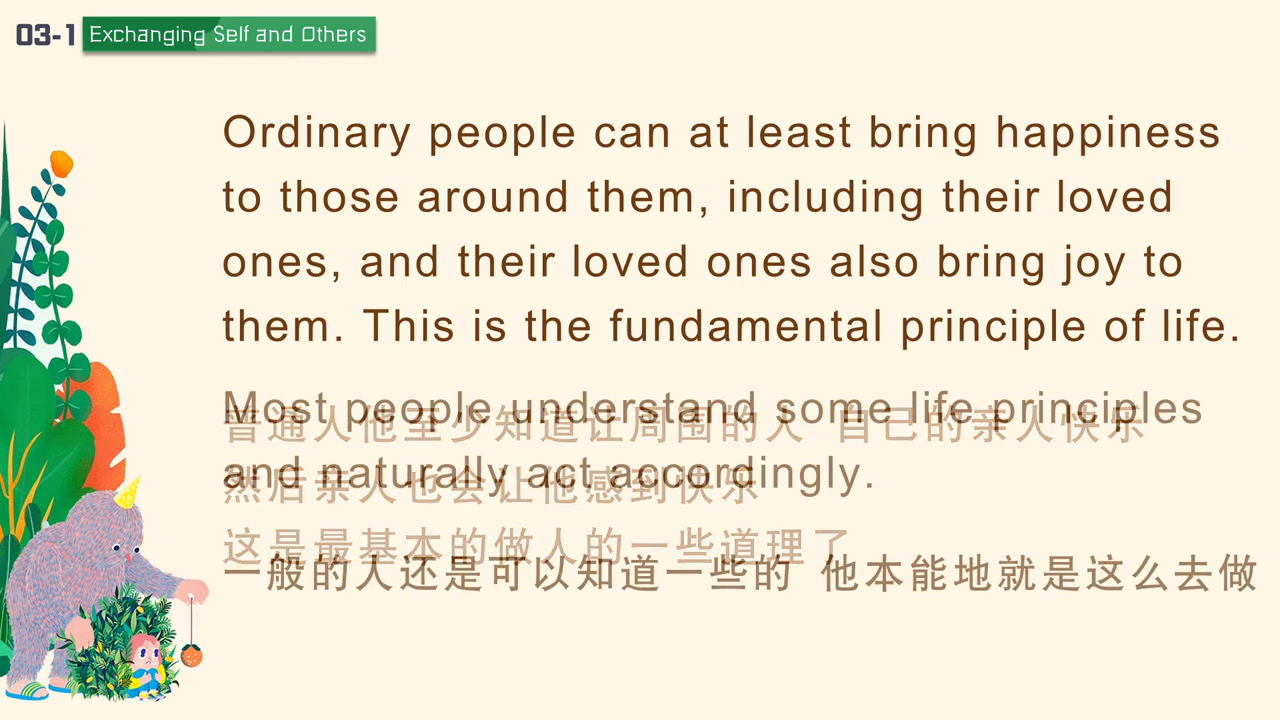 03-1 Exchanging Self and Others
Ordinary people can at least bring happiness
to those around them, including their loved
ones, and their loved ones also bring joy to
them. This is the fundamental principle of life.
Most people understand some life principles
普通人他至少知道让周围的人 自己的亲人快乐
and naturally act accordingly.
然后亲人也会让他感到快乐
这是最基本的做人的一些道理了
一般的人还是可以知道一些的 他本能地就是这么去做